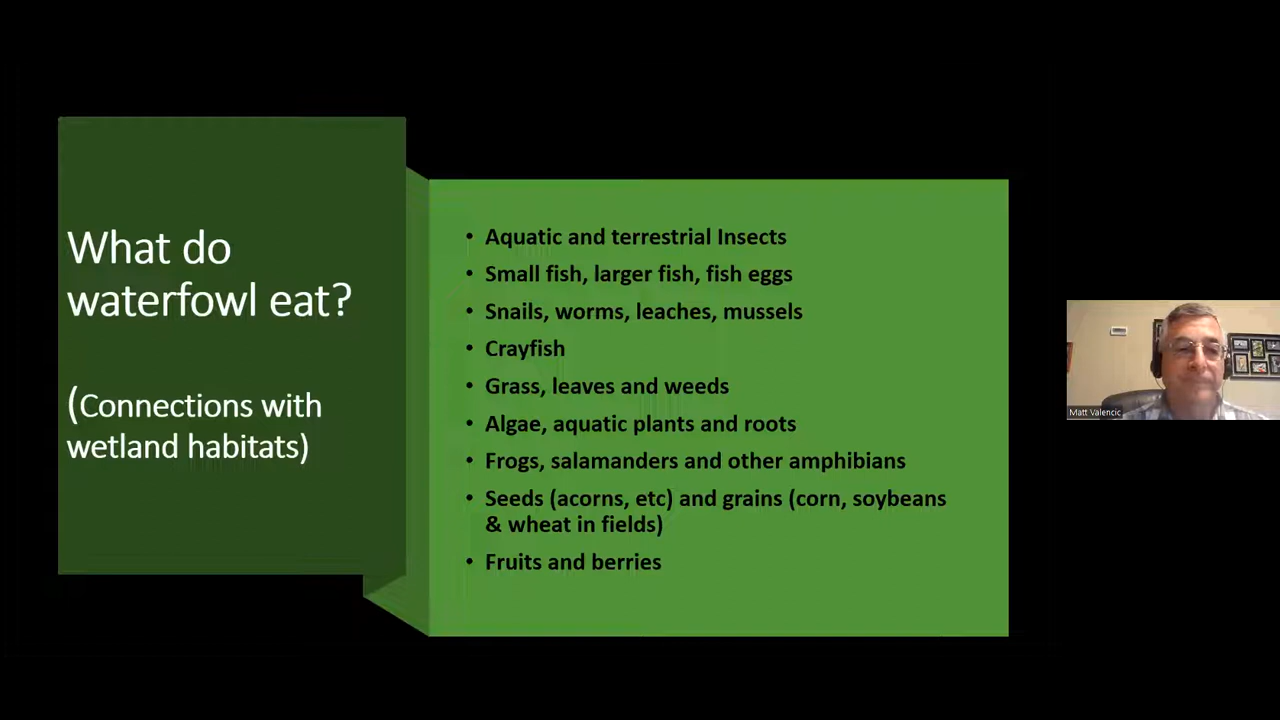 What do
waterfowl eat?
(Connections with
wetland habitats)
• Aquatic and terrestrial Insects
• Small fish, larger fish, fish eggs
• Snails, worms, leaches, mussels
• Crayfish
• Grass, leaves and weeds
• Algae, aquatic plants and roots
• Frogs, salamanders and other amphibians
• Seeds (acorns, etc) and grains (corn, soybeans
& wheat in fields)
• Fruits and berries
Matt Valencic